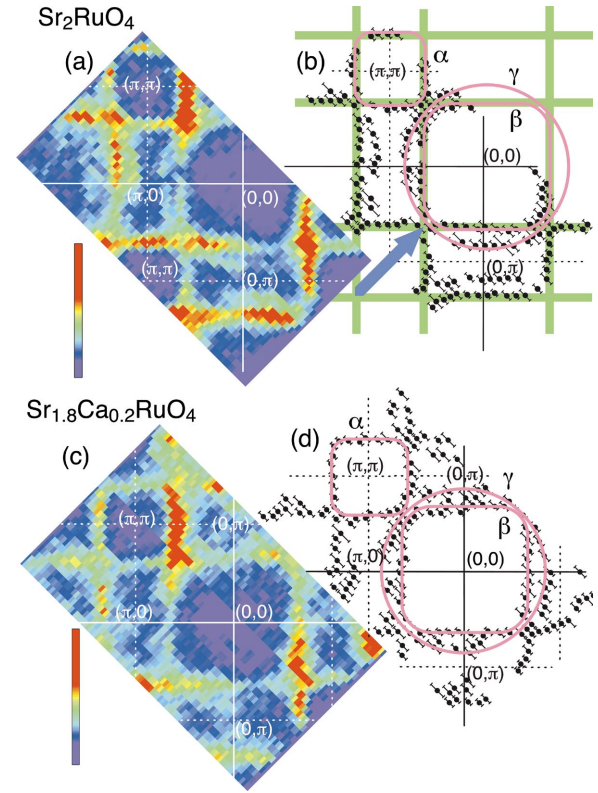 Sr2RuO4
(a)
(π,π)
(π,0)
(0,0)
(π,π)
(0,π)
(b)
α
(π,π)
γ
β
(0,0)
(0,π)
Sr1.8Ca0.2RuO4
(c)
(π,π)
(0,π)
(π,0)
(0,0)
(0,π)
(d)
α
(π,π)
(0,π)
γ
β
(π,0)
(0,0)
(0,π)